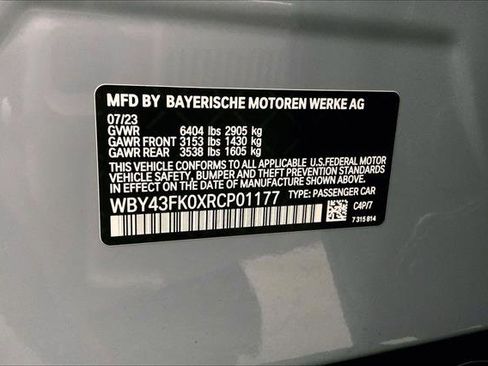 MFD BY BAYERISCHE MOTOREN WERKE AG
07/23
GVWR 6404 lbs 2905 kg
GAWR FRONT 3153 lbs 1430 kg
GAWR REAR 3538 lbs 1605 kg
THIS VEHICLE CONFORMS TO ALL APPLICABLE U.S.FEDERAL MOTOR
VEHICLE SAFETY, BUMPER AND THEFT PREVENTION STANDARDS
IN EFFECT ON THE DATE OF MANUFACTURE SHOWN ABOVE.
WBY43FK0XRCP01177 TYPE: PASSENGER CAR
C4P/7
7 315 814